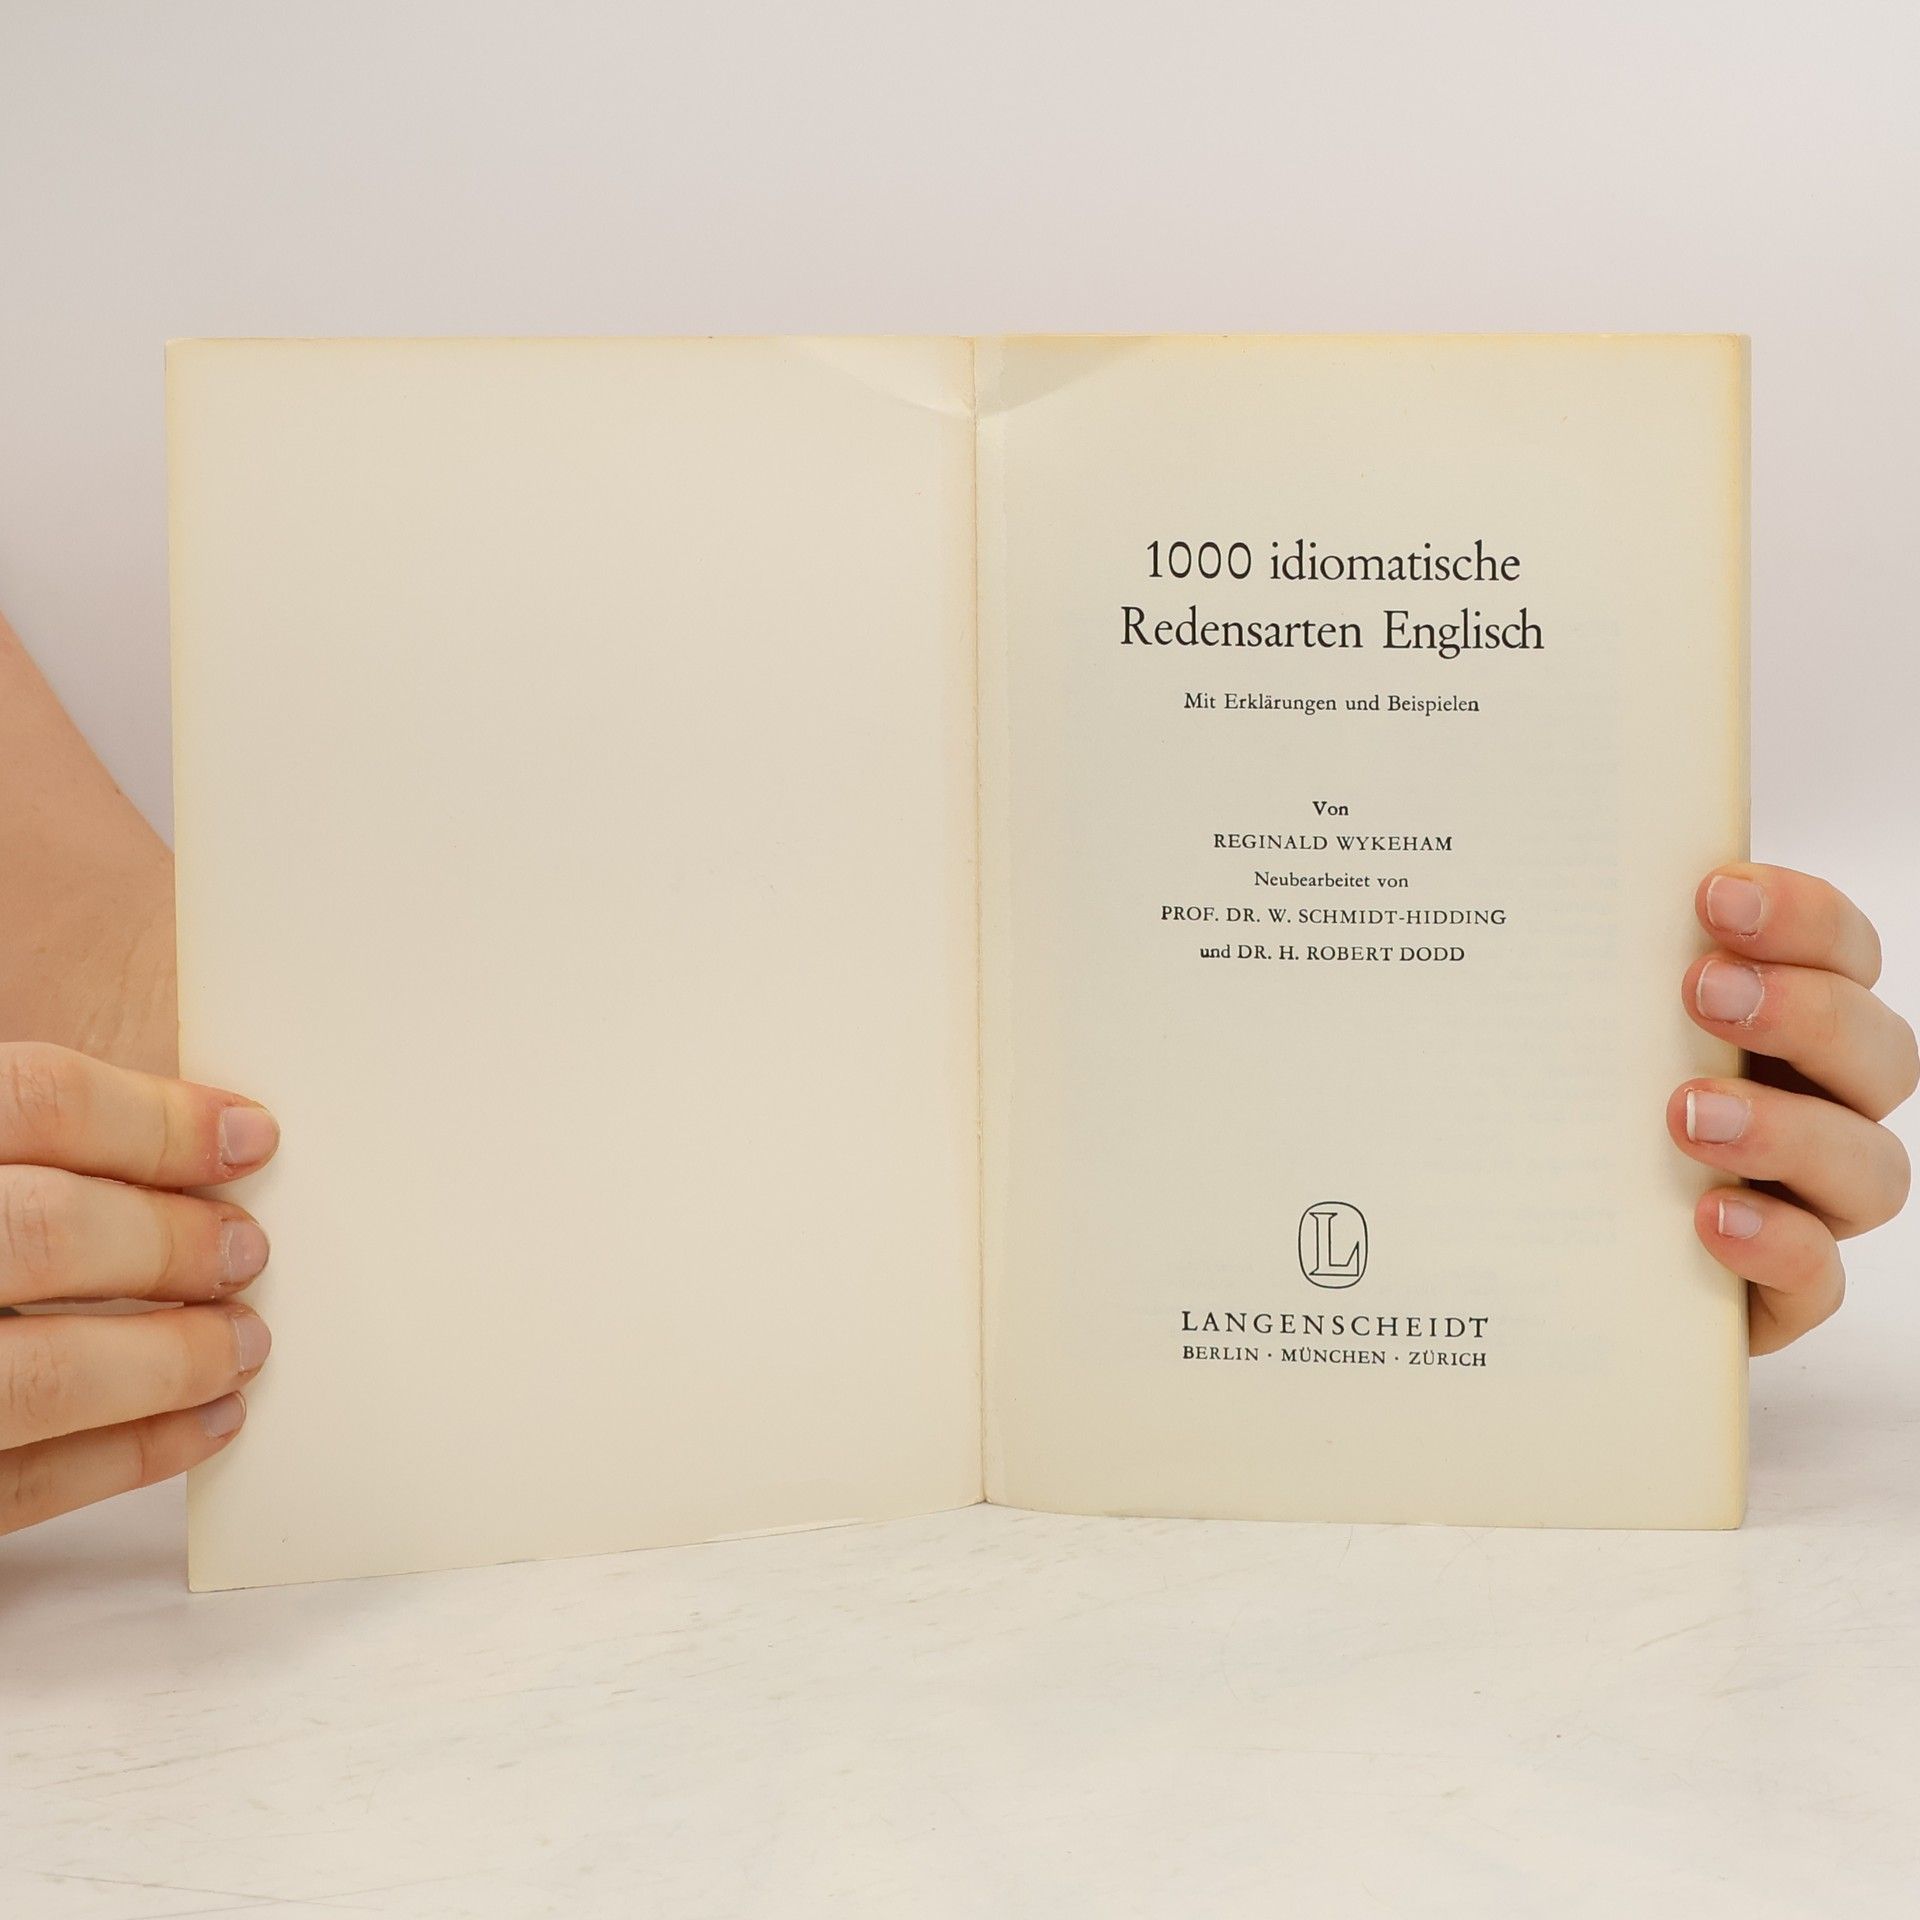 1000 idiomatische
Redensarten Englisch
Mit Erklärungen und Beispielen
Von
REGINALD WYKEHAM
Neubearbeitet von
PROF. DR. W. SCHMIDT-HIDDING
und DR. H. ROBERT DODD
L
LANGENSCHEIDT
BERLIN · MÜNCHEN · ZÜRICH